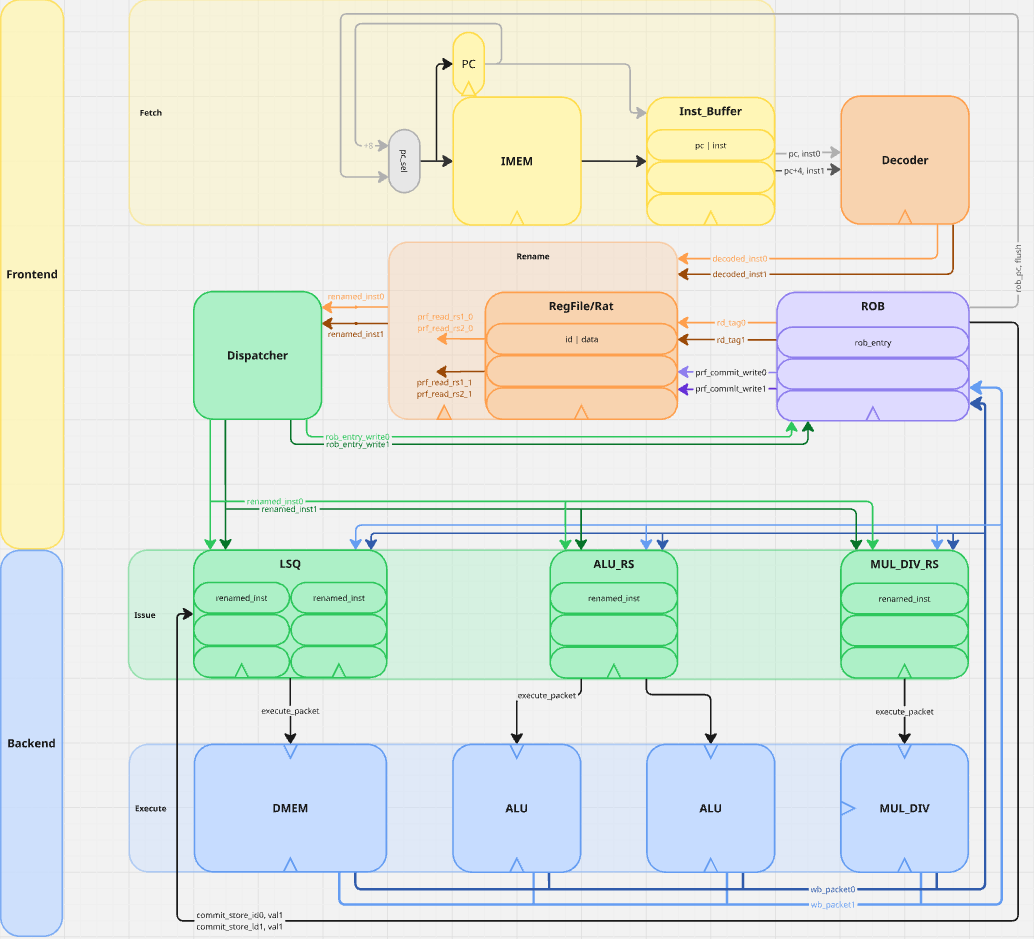 Frontend
Backend
Fetch
PC
+8
pc_sel
IMEM
Inst_Buffer
pc | inst
pc, inst0
pc+4, inst1
Decoder
rob_pc_flush
Rename
decoded_inst0
decoded_inst1
renamed_inst0
renamed_inst1
Dispatcher
prf_read_rs1_0
prf_read_rs2_0
prf_read_rs1_1
prf_read_rs2_1
RegFile/Rat
id | data
rd_tag0
rd_tag1
prf_commit_write0
prf_commit_write1
ROB
rob_entry
rob_entry_write0
rob_entry_write1
renamed_inst0
renamed_inst1
Issue
LSQ
renamed_inst
renamed_inst
ALU_RS
renamed_inst
MUL_DIV_RS
renamed_inst
execute_packet
execute_packet
execute_packet
Execute
DMEM
ALU
ALU
MUL_DIV
wb_packet0
wb_packet1
commit_store_id0, val1
commit_store_id1, val1